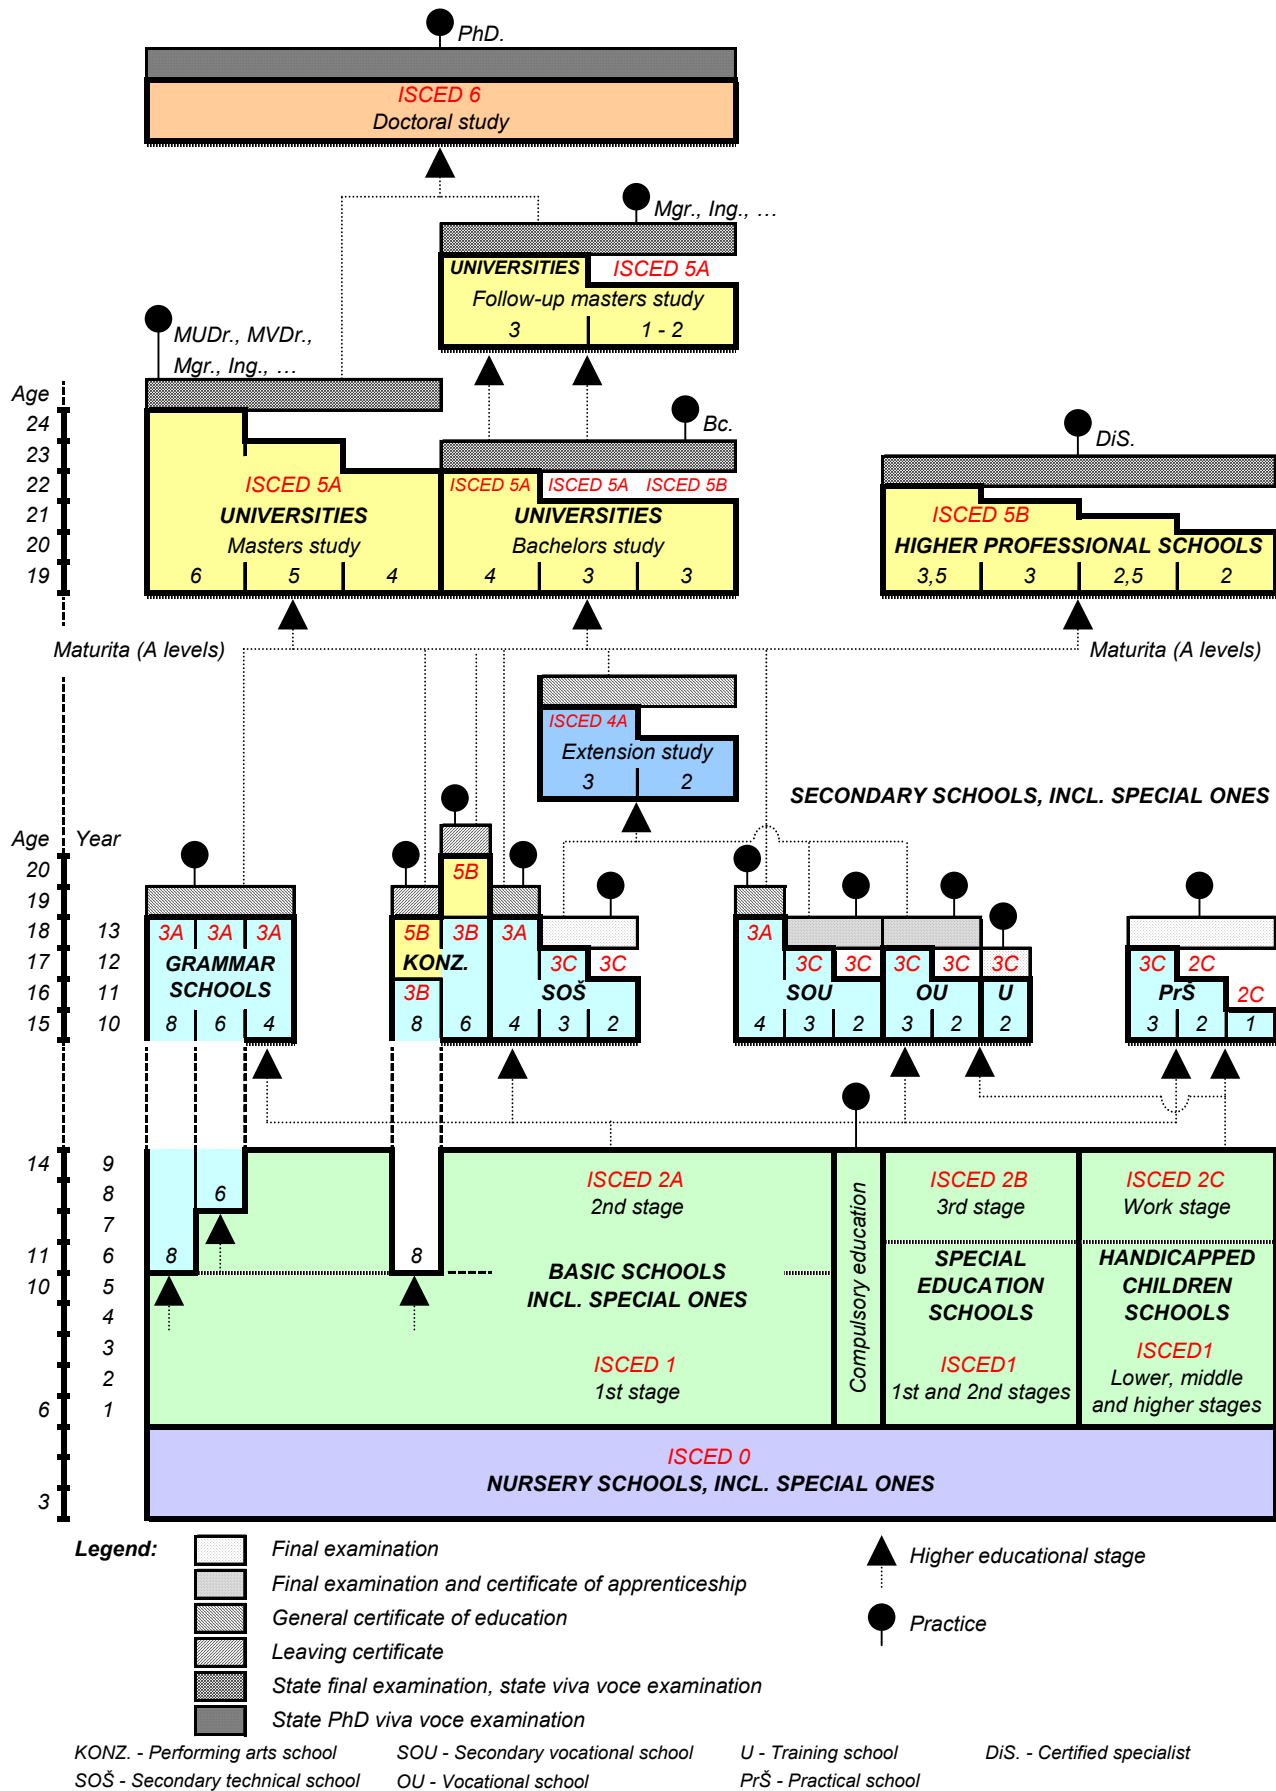 PhD.
ISCED 6
Doctoral study
Mgr., Ing., …
UNIVERSITIES ISCED 5A
Follow-up masters study
3 1 - 2
MUDr., MVDr.,
Mgr., Ing., …
Age
24
23
22
21
20
19
Bc.
DiS.
ISCED 5A
UNIVERSITIES
Masters study
6 5 4
ISCED 5A ISCED 5A ISCED 5B
UNIVERSITIES
Bachelors study
4 3 3
ISCED 5B
HIGHER PROFESSIONAL SCHOOLS
3,5 3 2,5 2
Maturita (A levels)
Maturita (A levels)
ISCED 4A
Extension study
3 2
SECONDARY SCHOOLS, INCL. SPECIAL ONES
Age Year
20
19
18 13
17 12
16 11
15 10
3A 3A 3A
GRAMMAR
SCHOOLS
8 6 4
5B
5B 3B 3A
KONZ.
3C 3C
3B
SOŠ
8 6 4 3 2
3A
3C 3C 3C 3C 3C
SOU OU U
4 3 2 3 2 2
3C 2C
PrŠ 2C
3 2 1
14 9
8
7
11 6
10 5
4
3
2
6 1
3
6
8
8
ISCED 2A
2nd stage
BASIC SCHOOLS
INCL. SPECIAL ONES
ISCED 1
1st stage
Compulsory education
ISCED 2B
3rd stage
SPECIAL
EDUCATION
SCHOOLS
ISCED1
1st and 2nd stages
ISCED 2C
Work stage
HANDICAPPED
CHILDREN
SCHOOLS
ISCED1
Lower, middle
and higher stages
ISCED 0
NURSERY SCHOOLS, INCL. SPECIAL ONES
Legend:
Final examination
Final examination and certificate of apprenticeship
General certificate of education
Leaving certificate
State final examination, state viva voce examination
State PhD viva voce examination
Higher educational stage
Practice
KONZ. - Performing arts school SOU - Secondary vocational school U - Training school DiS. - Certified specialist
SOŠ - Secondary technical school OU - Vocational school PrŠ - Practical school